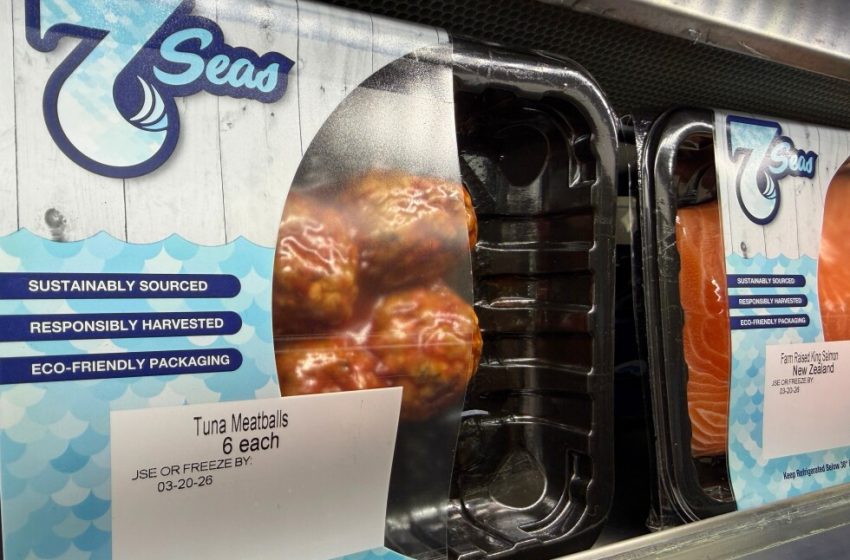 7 Seas
SUSTAINABLY SOURCED
RESPONSIBLY HARVESTED
ECO-FRIENDLY PACKAGING
Tuna Meatballs
6 each
JSE OR FREEZE BY:
03-20-26
7 Seas
SUSTAINABLY SOURCED
RESPONSIBLY HARVESTED
ECO-FRIENDLY PACKAGING
Farm Raised King Salmon
New Zealand
JSE OR FREEZE BY:
03-20-26
Keep Refrigerated Below 38°